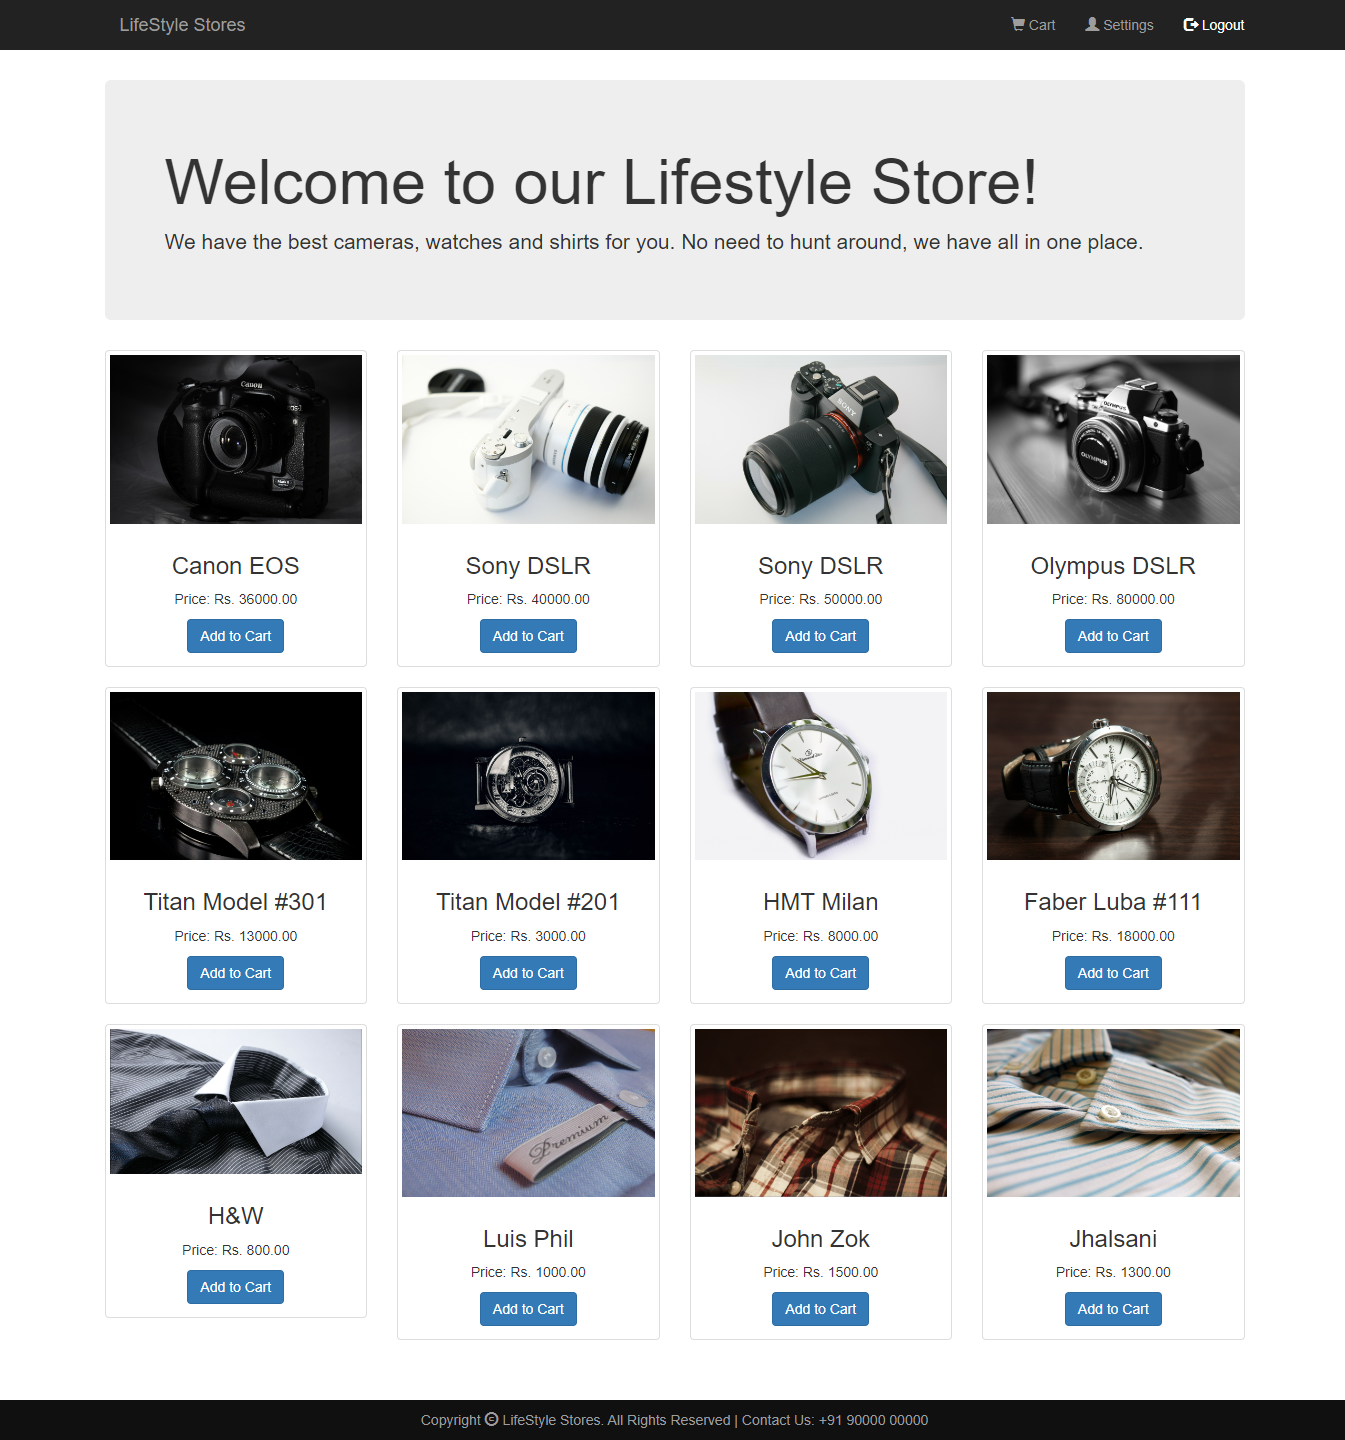 LifeStyle Stores
Cart Settings Logout
Welcome to our Lifestyle Store!
We have the best cameras, watches and shirts for you. No need to hunt around, we have all in one place.
Canon
SONY
OLYMPUS
OLYMPUS
Canon EOS
Price: Rs. 36000.00
Add to Cart
Sony DSLR
Price: Rs. 40000.00
Add to Cart
Sony DSLR
Price: Rs. 50000.00
Add to Cart
Olympus DSLR
Price: Rs. 80000.00
Add to Cart
Titan Model #301
Price: Rs. 13000.00
Add to Cart
Titan Model #201
Price: Rs. 3000.00
Add to Cart
HMT Milan
Price: Rs. 8000.00
Add to Cart
Faber Luba #111
Price: Rs. 18000.00
Add to Cart
H&W
Price: Rs. 800.00
Add to Cart
Premium
Luis Phil
Price: Rs. 1000.00
Add to Cart
John Zok
Price: Rs. 1500.00
Add to Cart
Jhalsani
Price: Rs. 1300.00
Add to Cart
Copyright © LifeStyle Stores. All Rights Reserved | Contact Us: +91 90000 00000